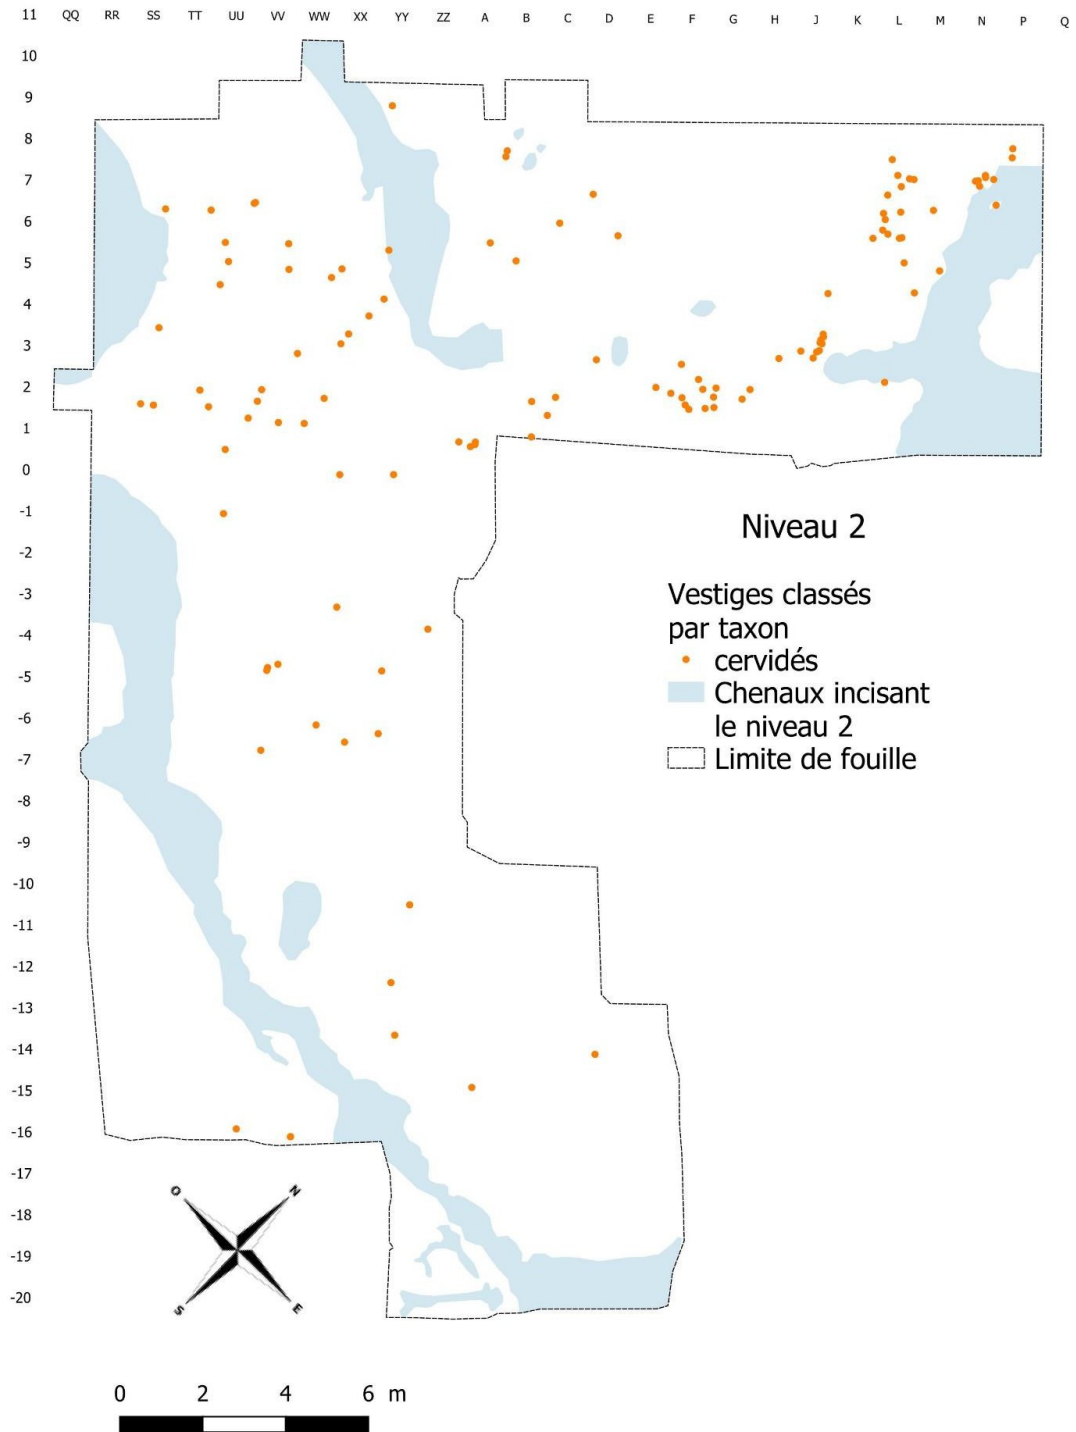 11 QQ RR SS TT UU VV WW XX YY ZZ A B C D E F G H J K L M N P Q
10
9
8
7
6
5
4
3
2
1
0
-1
Niveau 2
-2
-3
Vestiges classés
par taxon
-4
cervidés
-5
Chenaux incisant
le niveau 2
-6
-7
Limite de fouille
-8
-9
-10
-11
-12
-13
-14
-15
-16
-17
O N
-18
-19
-20
S E
0 2 4 6 m